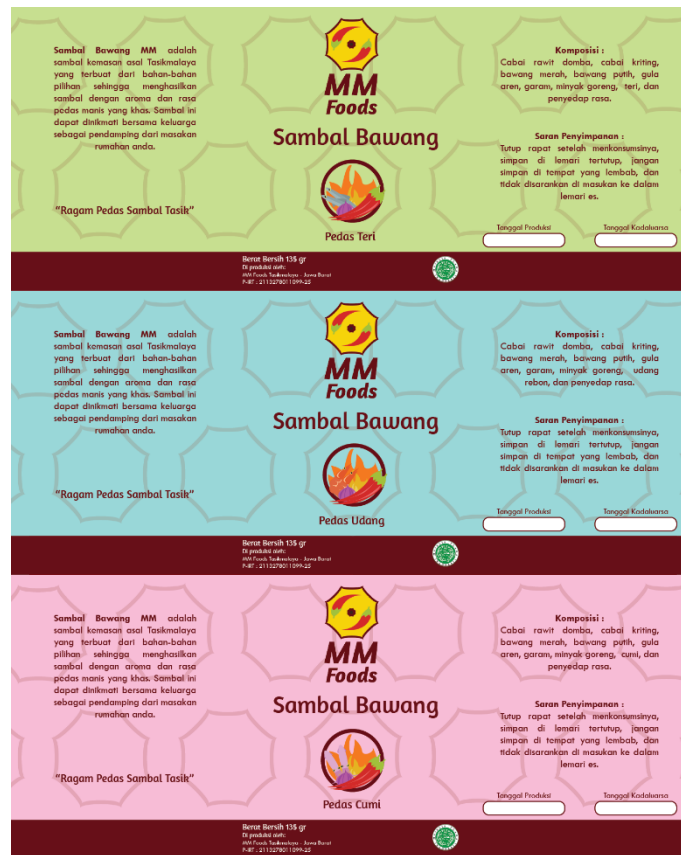 Sambal Bawang MM adalah
sambal kemasan asal Tasikmalaya
yang terbuat dari bahan-bahan
pilihan sehingga menghasilkan
sambal dengan aroma dan rasa
pedas manis yang khas. Sambal ini
dapat dinikmati bersama keluarga
sebagai pendamping dari masakan
rumahan anda.
"Ragam Pedas Sambal Tasik"
MM
Foods
Sambal Bawang
Pedas Teri
Komposisi :
Cabai rawit domba, cabai kriting,
bawang merah, bawang putih, gula
aren, garam, minyak goreng, teri, dan
penyedap rasa.
Saran Penyimpanan :
Tutup rapat setelah menkonsumsinya,
simpan di lemari tertutup, jangan
simpan di tempat yang lembab, dan
tidak disarankan di masukan ke dalam
lemari es.
Tanggal Produksi
Tanggal Kadaluarsa
Berat Bersih 135 gr
Di produksi oleh:
MM Foods Tasikmalaya - Jawa Barat
P-IRT : 2113278011099-25
Sambal Bawang MM adalah
sambal kemasan asal Tasikmalaya
yang terbuat dari bahan-bahan
pilihan sehingga menghasilkan
sambal dengan aroma dan rasa
pedas manis yang khas. Sambal ini
dapat dinikmati bersama keluarga
sebagai pendamping dari masakan
rumahan anda.
"Ragam Pedas Sambal Tasik"
MM
Foods
Sambal Bawang
Pedas Udang
Komposisi :
Cabai rawit domba, cabai kriting,
bawang merah, bawang putih, gula
aren, garam, minyak goreng, udang
rebon, dan penyedap rasa.
Saran Penyimpanan :
Tutup rapat setelah menkonsumsinya,
simpan di lemari tertutup, jangan
simpan di tempat yang lembab, dan
tidak disarankan di masukan ke dalam
lemari es.
Tanggal Produksi
Tanggal Kadaluarsa
Berat Bersih 135 gr
Di produksi oleh:
MM Foods Tasikmalaya - Jawa Barat
P-IRT : 2113278011099-25
Sambal Bawang MM adalah
sambal kemasan asal Tasikmalaya
yang terbuat dari bahan-bahan
pilihan sehingga menghasilkan
sambal dengan aroma dan rasa
pedas manis yang khas. Sambal ini
dapat dinikmati bersama keluarga
sebagai pendamping dari masakan
rumahan anda.
"Ragam Pedas Sambal Tasik"
MM
Foods
Sambal Bawang
Pedas Cumi
Komposisi :
Cabai rawit domba, cabai kriting,
bawang merah, bawang putih, gula
aren, garam, minyak goreng, cumi, dan
penyedap rasa.
Saran Penyimpanan :
Tutup rapat setelah menkonsumsinya,
simpan di lemari tertutup, jangan
simpan di tempat yang lembab, dan
tidak disarankan di masukan ke dalam
lemari es.
Tanggal Produksi
Tanggal Kadaluarsa
Berat Bersih 135 gr
Di produksi oleh:
MM Foods Tasikmalaya - Jawa Barat
P-IRT : 2113278011099-25